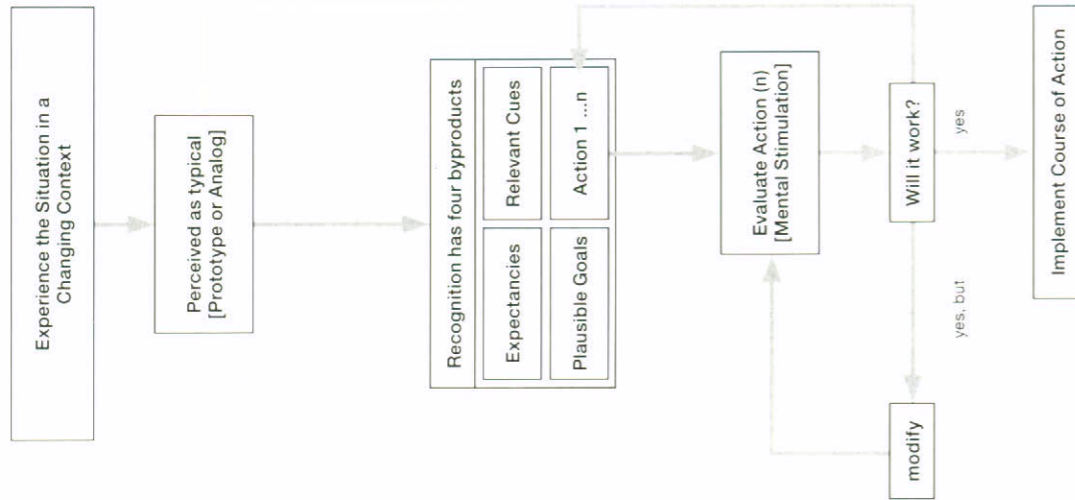 Experience the Situation in a
Changing Context
Perceived as typical
[Prototype or Analog]
Recognition has four byproducts
Expectancies
Relevant Cues
Plausible Goals
Action 1 ...n
Evaluate Action (n)
[Mental Stimulation]
Will it work?
yes, but
yes
modify
Implement Course of Action